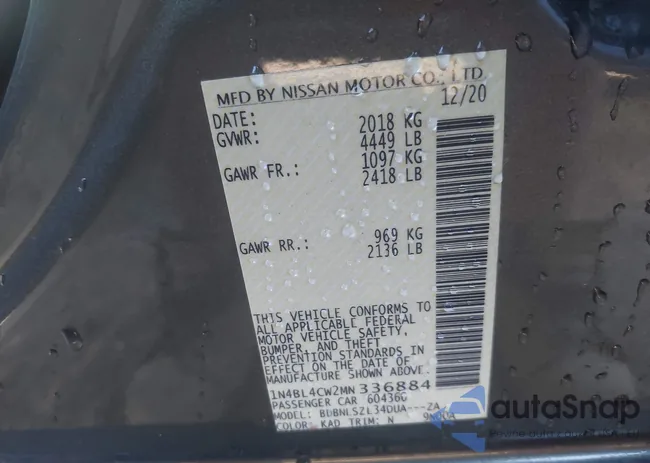 MFD BY NISSAN MOTOR CO., LTD
DATE: 12/20
GVWR: 2018 KG
4449 LB
GAWR FR.: 1097 KG
2418 LB
GAWR RR.: 969 KG
2136 LB
THIS VEHICLE CONFORMS TO
ALL APPLICABLE FEDERAL
MOTOR VEHICLE SAFETY,
BUMPER, AND THEFT
PREVENTION STANDARDS IN
EFFECT ON THE DATE OF
MANUFACTURE SHOWN ABOVE.
1N4BL4CW2MN336884
PASSENGER CAR 60436G
MODEL: BDBNLSZL34DUA---ZA
COLOR: KAD TRIM: N
autoSnap